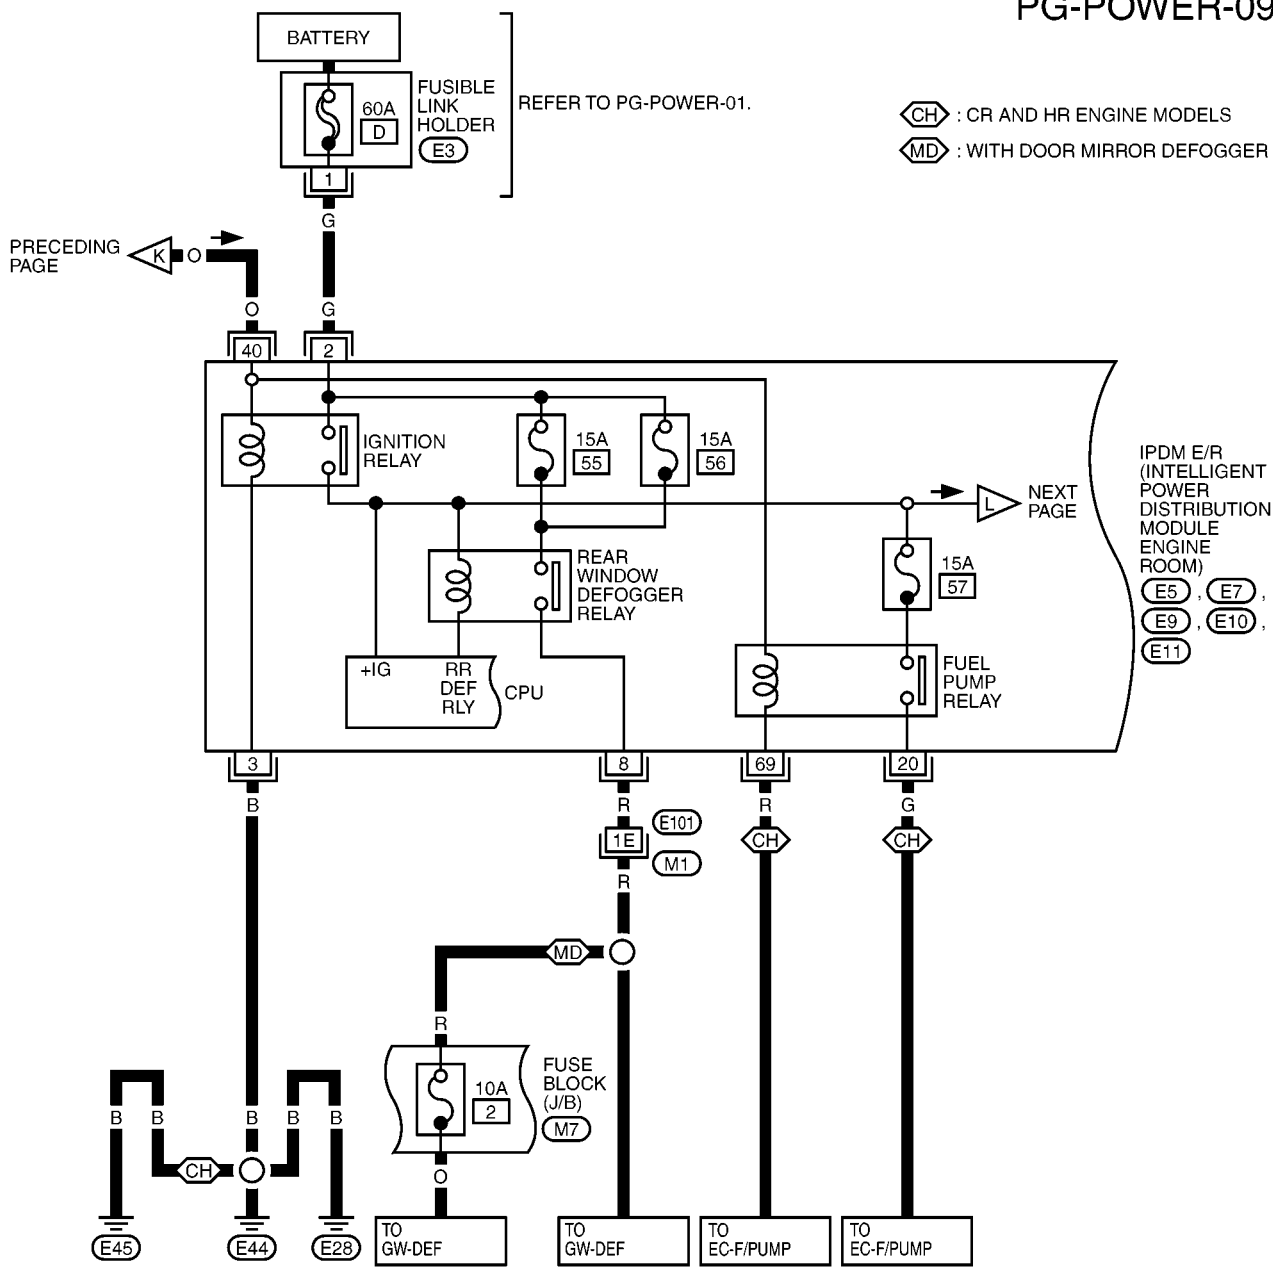 PG-POWER-09
BATTERY
60A
D
FUSIBLE
LINK
HOLDER
E3
REFER TO PG-POWER-01.
CH : CR AND HR ENGINE MODELS
MD : WITH DOOR MIRROR DEFOGGER
1
G
PRECEDING
PAGE
K
O
O
G
40
2
IGNITION
RELAY
15A
55
15A
56
L
NEXT
PAGE
IPDM E/R
(INTELLIGENT
POWER
DISTRIBUTION
MODULE
ENGINE
ROOM)
E5 , E7 ,
E9 , E10 ,
E11
REAR
WINDOW
DEFOGGER
RELAY
15A
57
+IG
RR
DEF
RLY
CPU
FUEL
PUMP
RELAY
3
8
69
20
B
R
R
G
1E
E101
M1
CH
CH
R
MD
R
10A
2
FUSE
BLOCK
(J/B)
M7
B
B
B
B
B
CH
O
E45
E44
E28
TO
GW-DEF
TO
GW-DEF
TO
EC-F/PUMP
TO
EC-F/PUMP